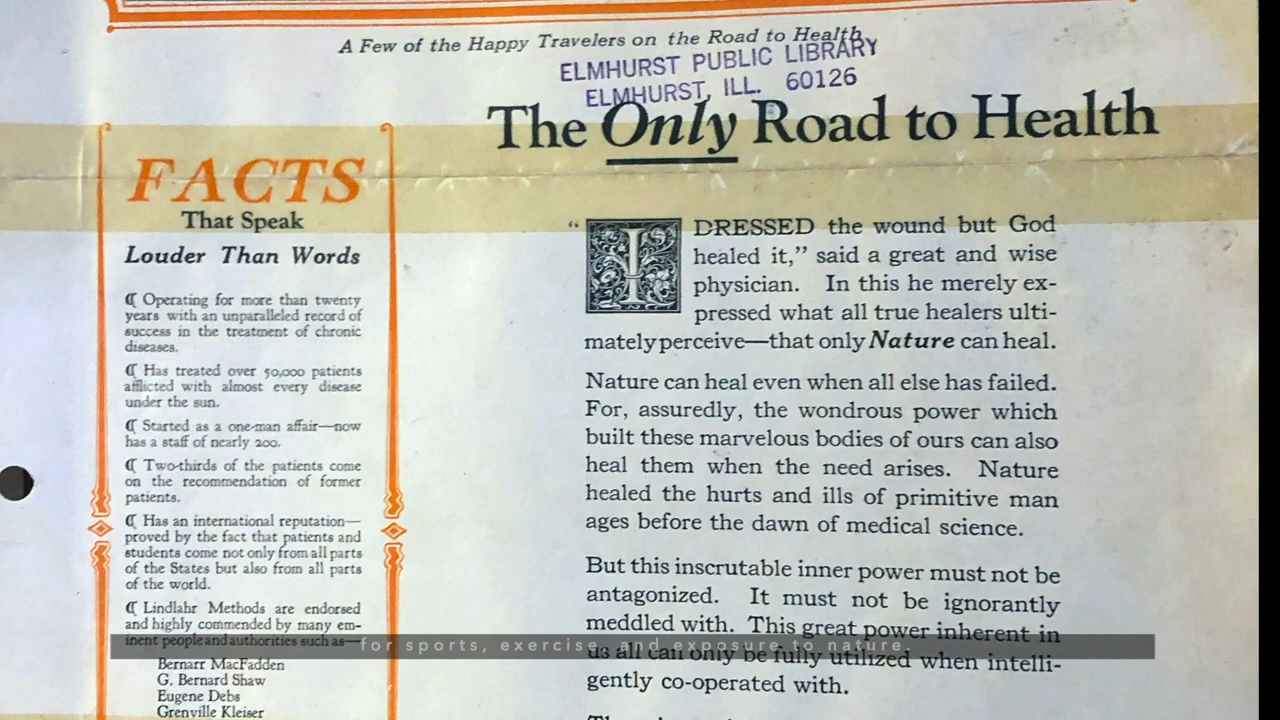 A Few of the Happy Travelers on the Road to Health
ELMHURST PUBLIC LIBRARY
ELMHURST, ILL. 60126
The Only Road to Health
FACTS
That Speak
Louder Than Words
¶ Operating for more than twenty
years with an unparalleled record of
success in the treatment of chronic
diseases.
¶ Has treated over 50,000 patients
afflicted with almost every disease
under the sun.
¶ Started as a one-man affair—now
has a staff of nearly 200.
¶ Two-thirds of the patients come
on the recommendation of former
patients.
¶ Has an international reputation—
proved by the fact that patients and
students come not only from all parts
of the States but also from all parts
of the world.
¶ Lindlahr Methods are endorsed
and highly commended by many em-
inent people and authorities such as—
Bernarr MacFadden
G. Bernard Shaw
Eugene Debs
Grenville Kleiser
“I DRESSED the wound but God
healed it,” said a great and wise
physician. In this he merely ex-
pressed what all true healers ulti-
mately perceive—that only Nature can heal.
Nature can heal even when all else has failed.
For, assuredly, the wondrous power which
built these marvelous bodies of ours can also
heal them when the need arises. Nature
healed the hurts and ills of primitive man
ages before the dawn of medical science.
But this inscrutable inner power must not be
antagonized. It must not be ignorantly
meddled with. This great power inherent in
us all can only be fully utilized when intelli-
gently co-operated with.
for sports, exercise, and exposure to nature.